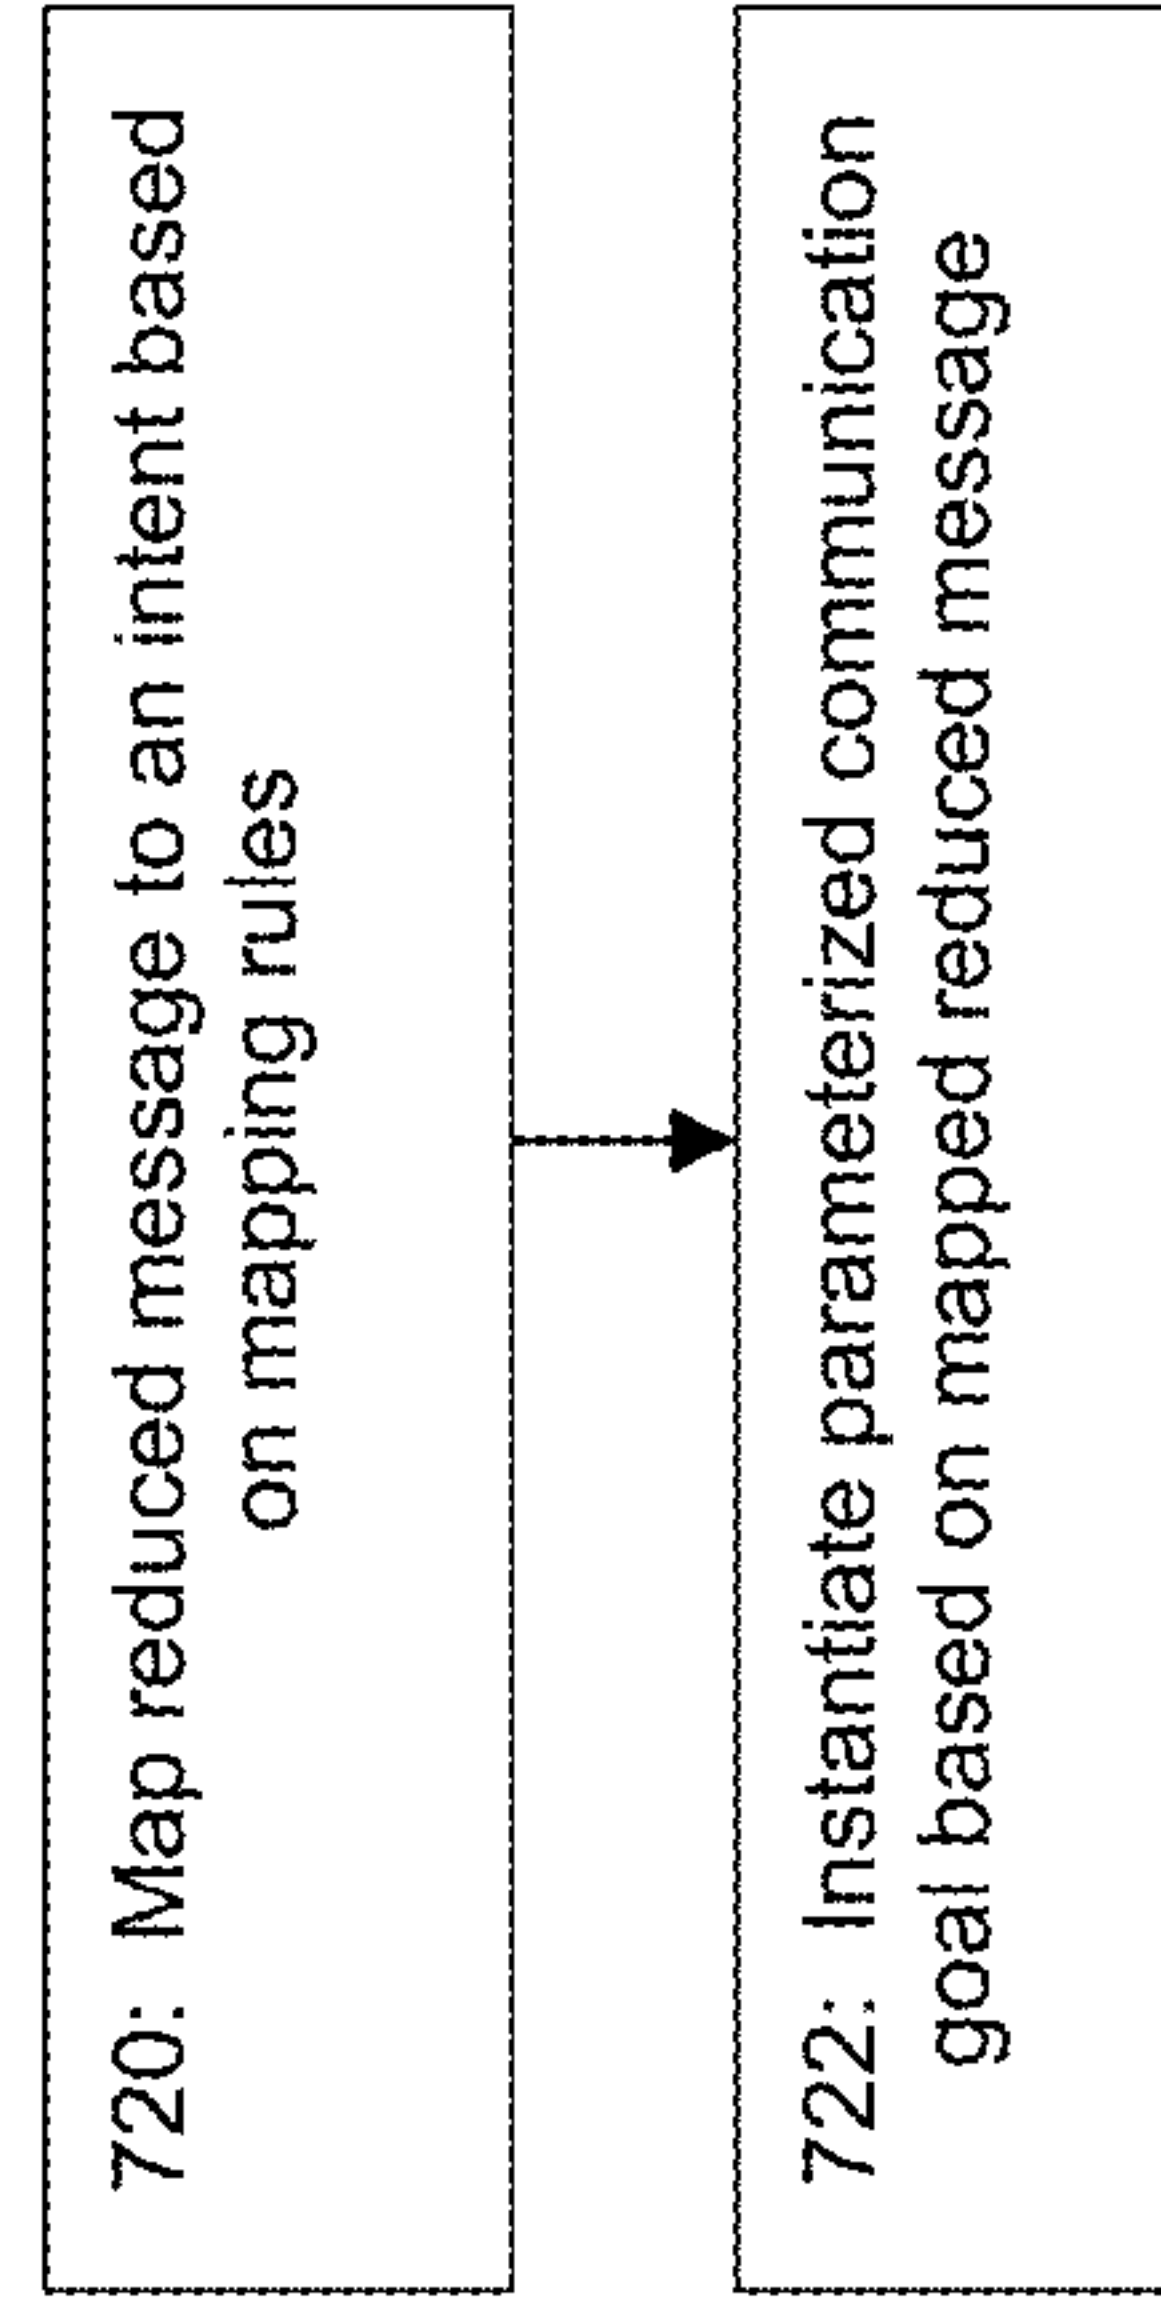 720: Map reduced message to an intent based
on mapping rules
722: Instantiate parameterized communication
goal based on mapped reduced message